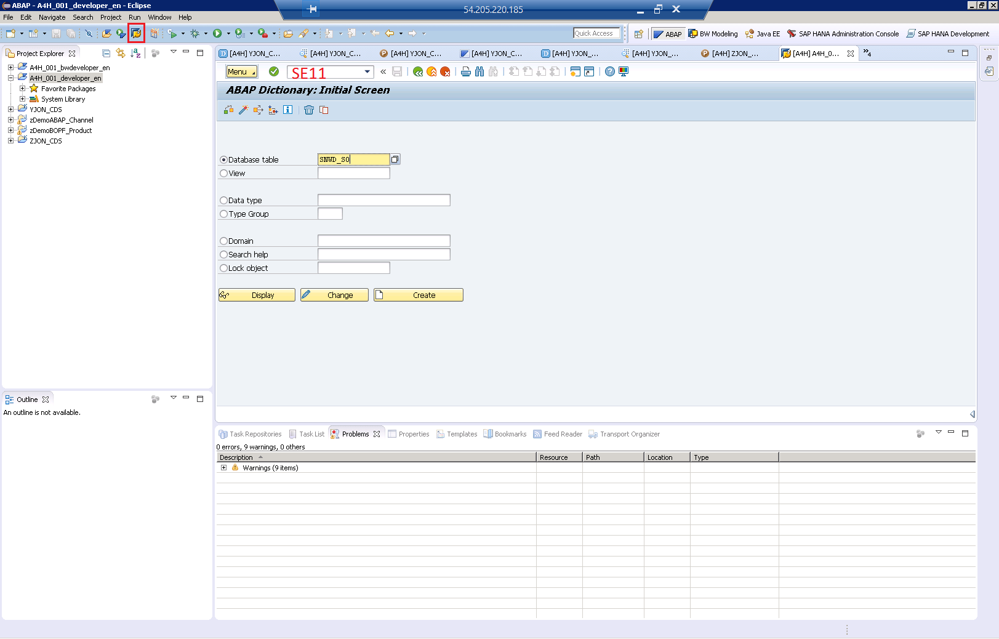 ABAP - A4H_001_developer_en - Eclipse
54.205.220.185
File Edit Navigate Search Project Run Window Help
Quick Access
ABAP BW Modeling Java EE SAP HANA Administration Console SAP HANA Development
Project Explorer
A4H_001_bwdeveloper_en
A4H_001_developer_en
Favorite Packages
System Library
YJON_CDS
zDemoABAP_Channel
zDemoBOPF_Product
ZJON_CDS
[A4H] YJON_C... [A4H] YJON_C... [A4H] YJON_C... [A4H] YJON_C... [A4H] YJON_... [A4H] YJON_... [A4H] ZJON_... [A4H] A4H_0... »4
Menu SE11
ABAP Dictionary: Initial Screen
Database table SNWD_SO
View
Data type
Type Group
Domain
Search help
Lock object
Display Change Create
Outline
An outline is not available.
Task Repositories Task List Problems Properties Templates Bookmarks Feed Reader Transport Organizer
0 errors, 9 warnings, 0 others
Description Resource Path Location Type
Warnings (9 items)